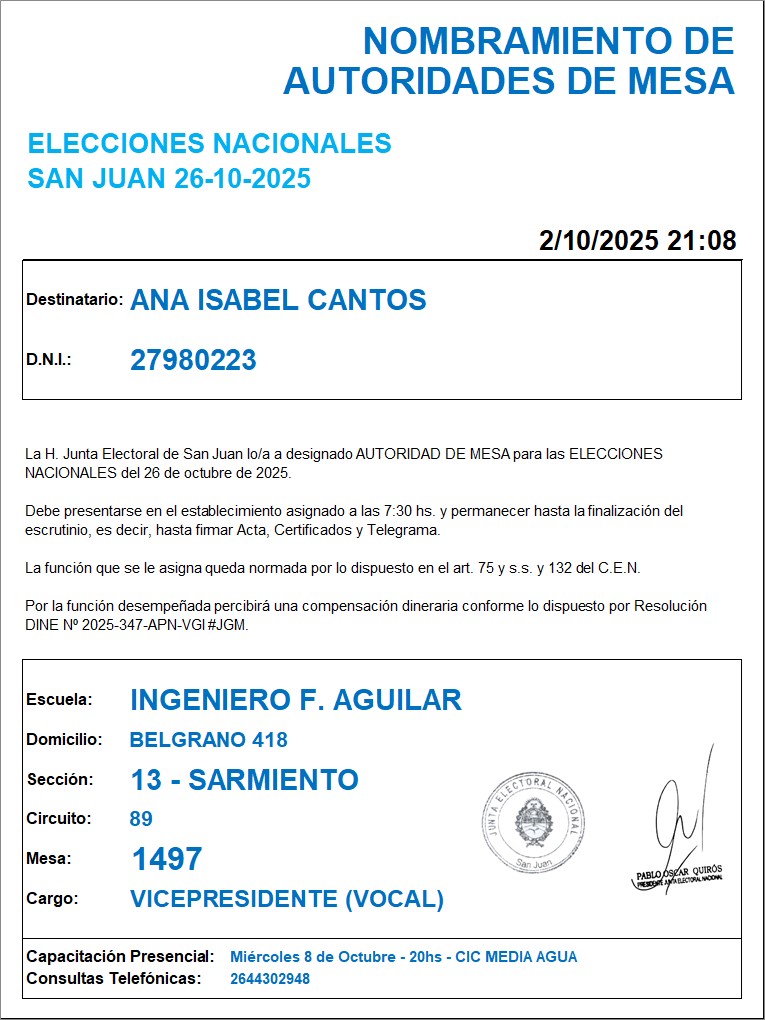 NOMBRAMIENTO DE
AUTORIDADES DE MESA
ELECCIONES NACIONALES
SAN JUAN 26-10-2025
2/10/2025 21:08
Destinatario: ANA ISABEL CANTOS
D.N.I.: 27980223
La H. Junta Electoral de San Juan lo/a a designado AUTORIDAD DE MESA para las ELECCIONES
NACIONALES del 26 de octubre de 2025.
Debe presentarse en el establecimiento asignado a las 7:30 hs. y permanecer hasta la finalización del
escrutinio, es decir, hasta firmar Acta, Certificados y Telegrama.
La función que se le asigna queda normada por lo dispuesto en el art. 75 y s.s. y 132 del C.E.N.
Por la función desempeñada percibirá una compensación dineraria conforme lo dispuesto por Resolución
DINE Nº 2025-347-APN-VGI#JGM.
Escuela: INGENIERO F. AGUILAR
Domicilio: BELGRANO 418
Sección: 13 - SARMIENTO
Circuito: 89
Mesa: 1497
Cargo: VICEPRESIDENTE (VOCAL)
JUNTA ELECTORAL NACIONAL
San Juan
PABLO OSCAR QUIRÓS
PRESIDENTE JUNTA ELECTORAL NACIONAL
Capacitación Presencial: Miércoles 8 de Octubre - 20hs - CIC MEDIA AGUA
Consultas Telefónicas: 2644302948